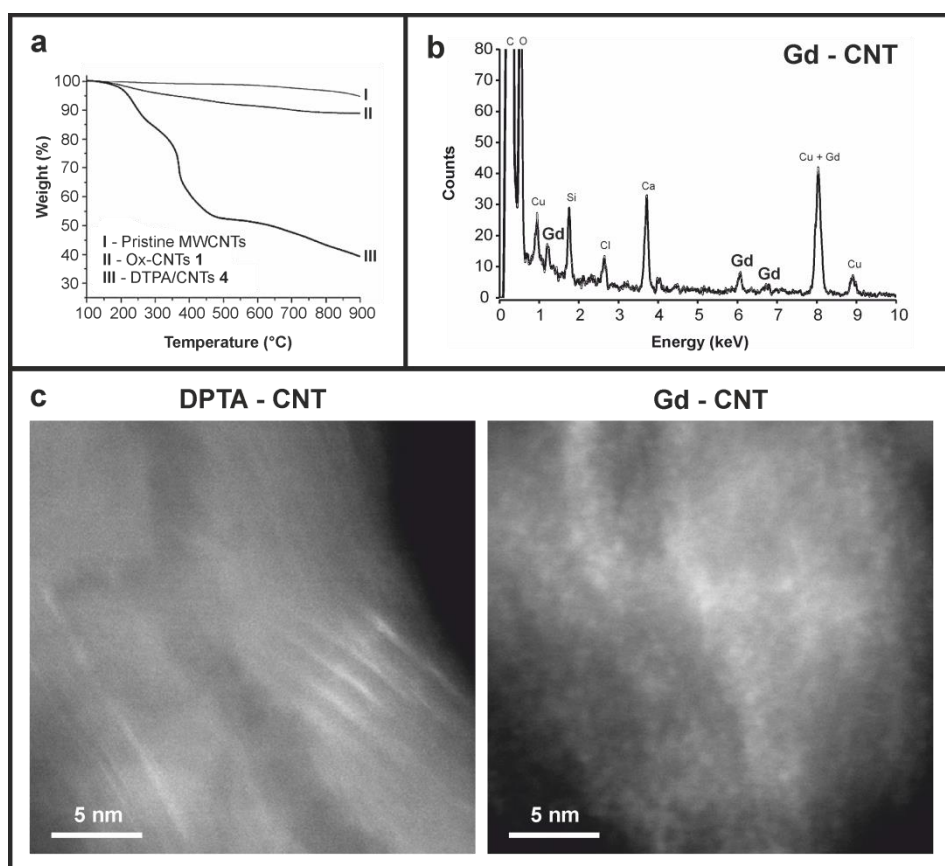 a
100
90
80
70
60
50
40
30
Weight (%)
I
II
III
I - Pristine MWCNTs
II - Ox-CNTs 1
III - DTPA/CNTs 4
100 200 300 400 500 600 700 800 900
Temperature (°C)
b
Gd - CNT
80
70
60
50
40
30
20
10
0
Counts
C O
Cu
Gd
Si
Cl
Ca
Gd
Gd
Cu + Gd
Cu
0 1 2 3 4 5 6 7 8 9 10
Energy (keV)
c
DPTA - CNT
5 nm
Gd - CNT
5 nm